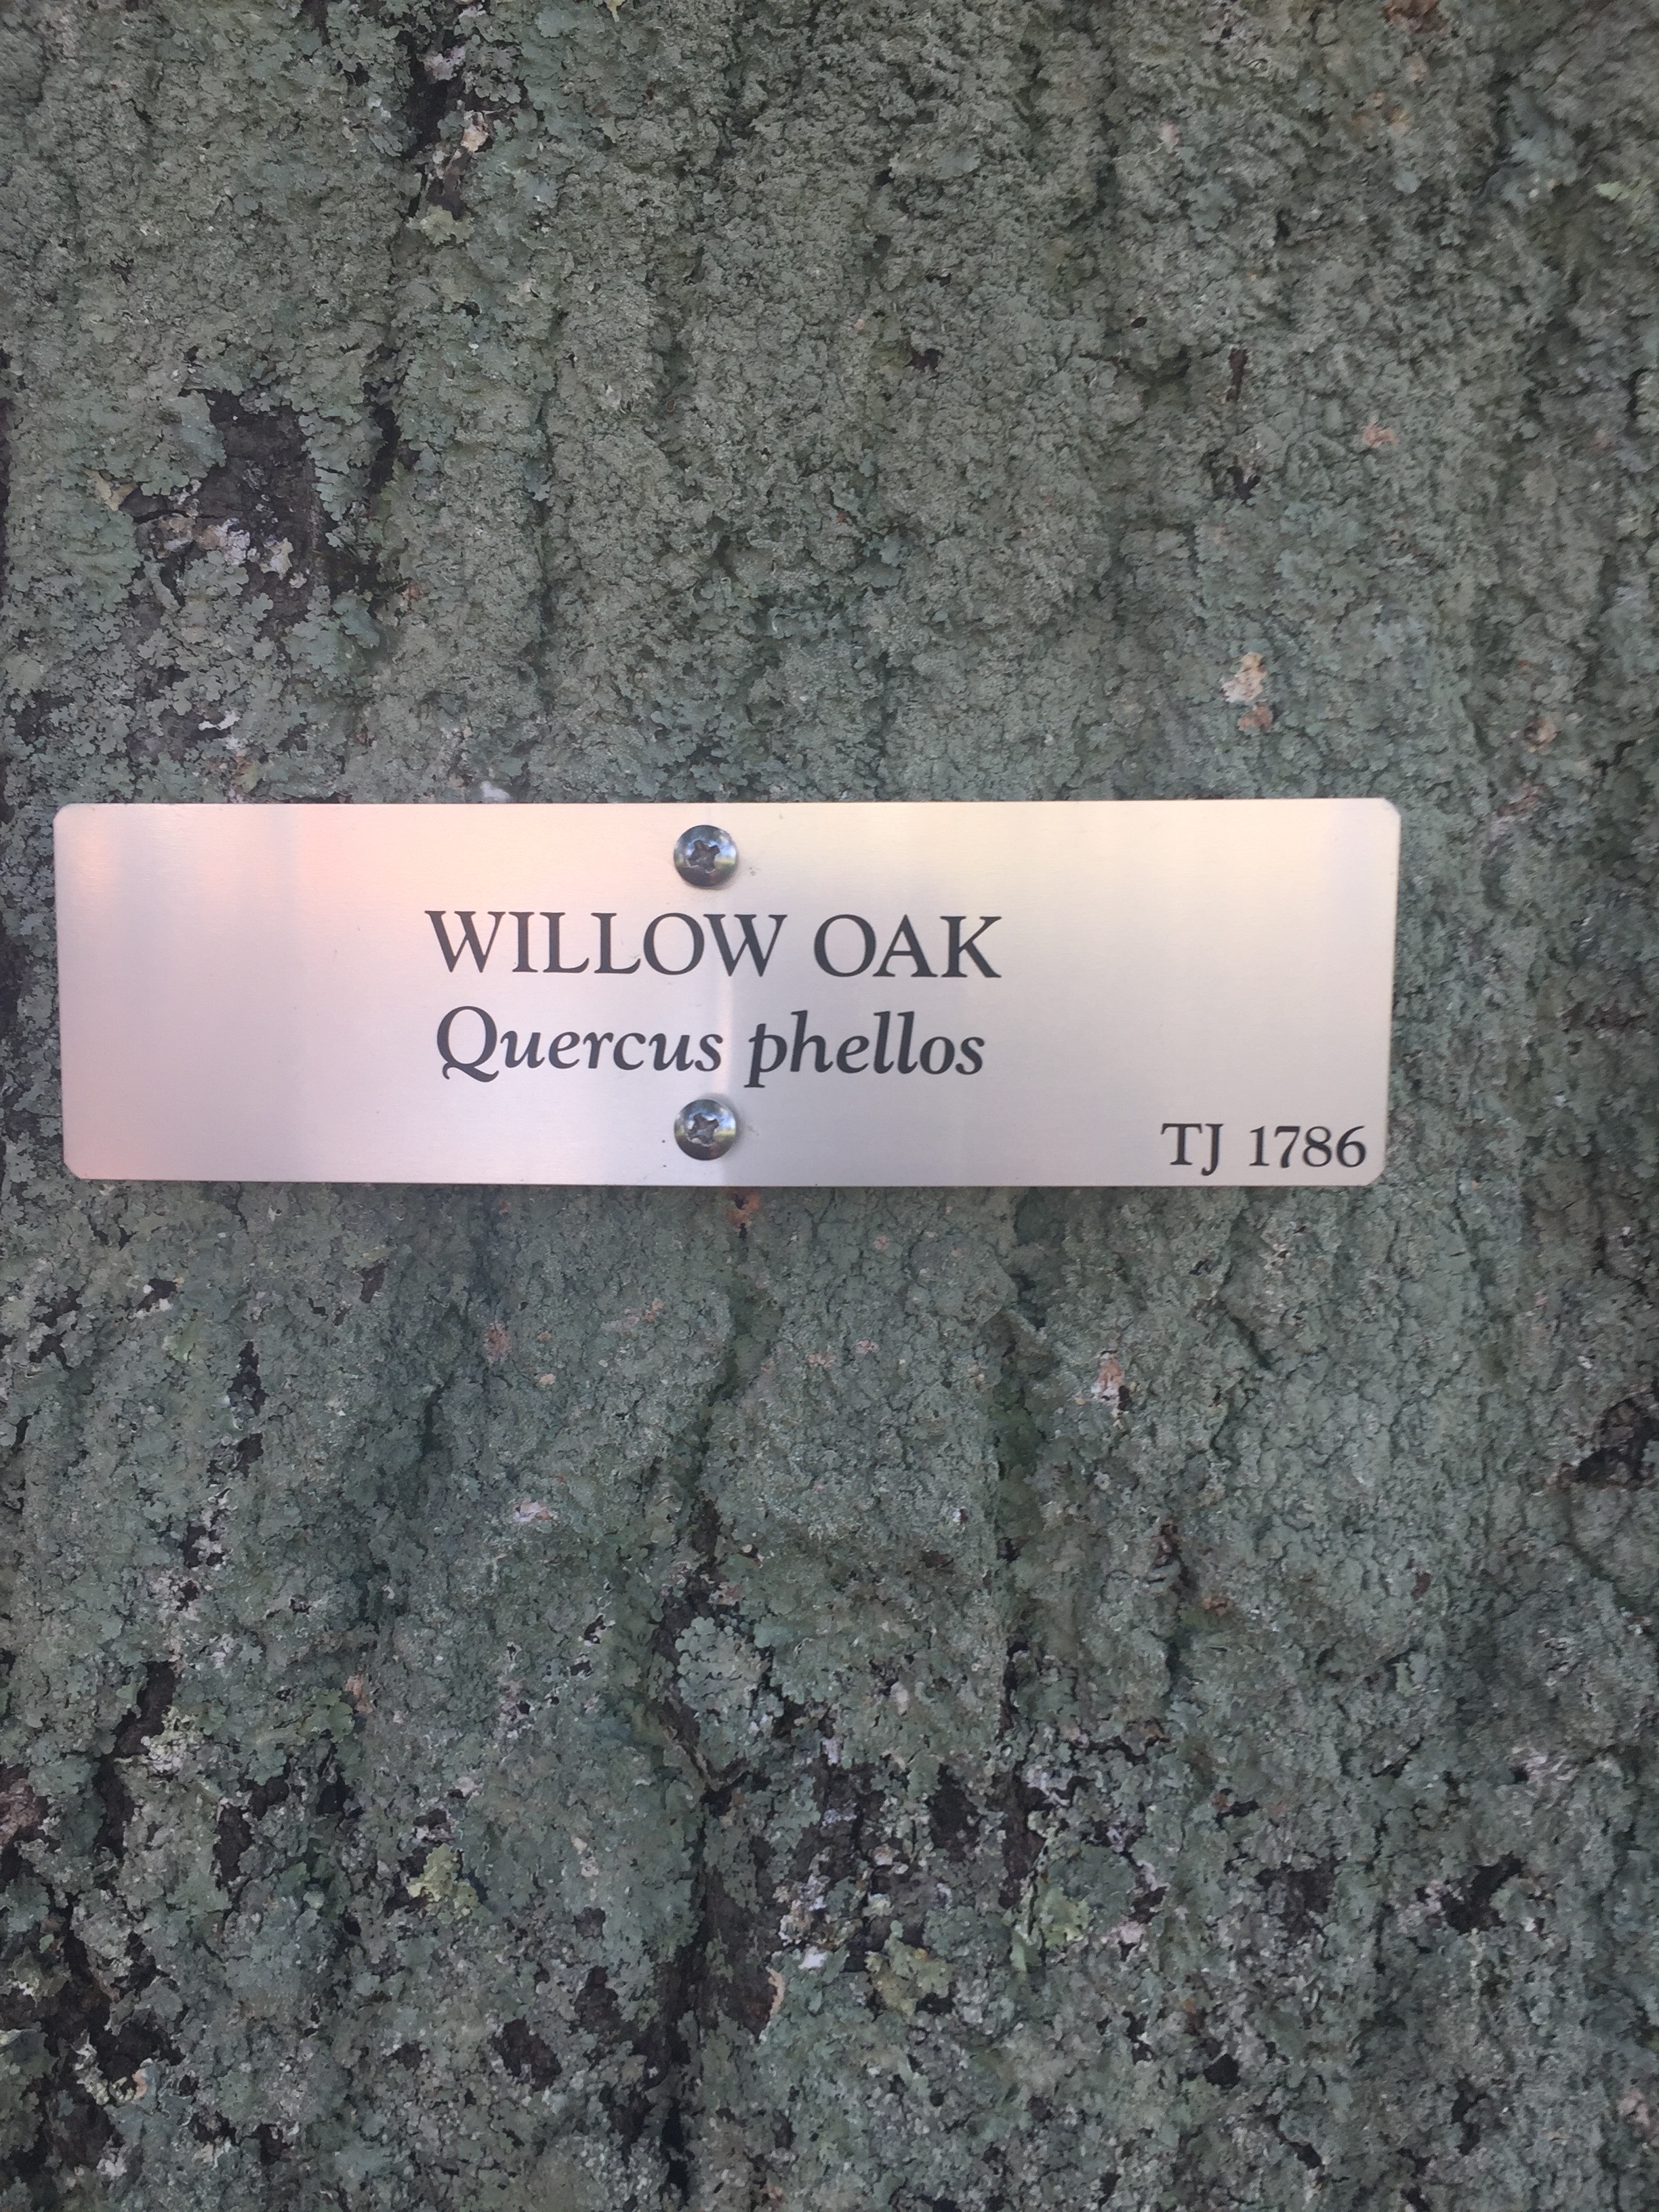 WILLOW OAK
Quercus phellos
TJ 1786